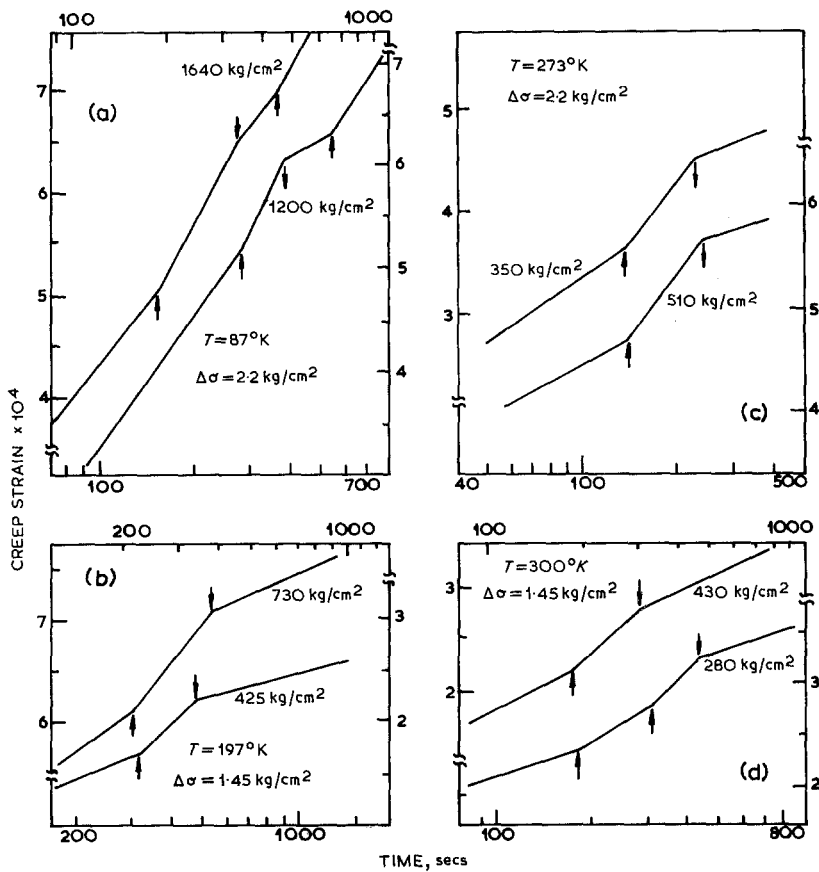 100 1000
7
6
5
4
7
6
5
4
(a)
1640 kg/cm²
1200 kg/cm²
T=87°K
Δσ=2·2 kg/cm²
100 700
T=273°K
Δσ=2·2 kg/cm²
5
4
3
6
5
4
350 kg/cm²
510 kg/cm²
(c)
40 100 500
CREEP STRAIN × 10⁴
200 1000
(b)
7
6
3
2
730 kg/cm²
425 kg/cm²
T=197°K
Δσ=1·45 kg/cm²
200 1000
100 1000
T=300°K
Δσ=1·45 kg/cm²
3
2
3
2
430 kg/cm²
280 kg/cm²
(d)
100 800
TIME, secs